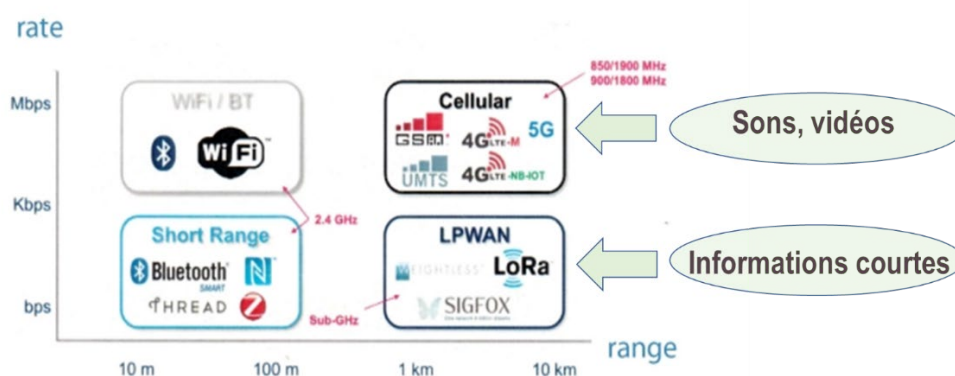 rate
850/1900 MHz
900/1800 MHz
Mbps
WiFi / BT
WiFi
Cellular
GSM
4G LTE-M
5G
UMTS
4G LTE-NB-IOT
Sons, vidéos
Kbps
2.4 GHz
Short Range
Bluetooth
SMART
THREAD
LPWAN
WEIGHTLESS
LoRa
SIGFOX
Informations courtes
bps
Sub-GHz
range
10 m
100 m
1 km
10 km